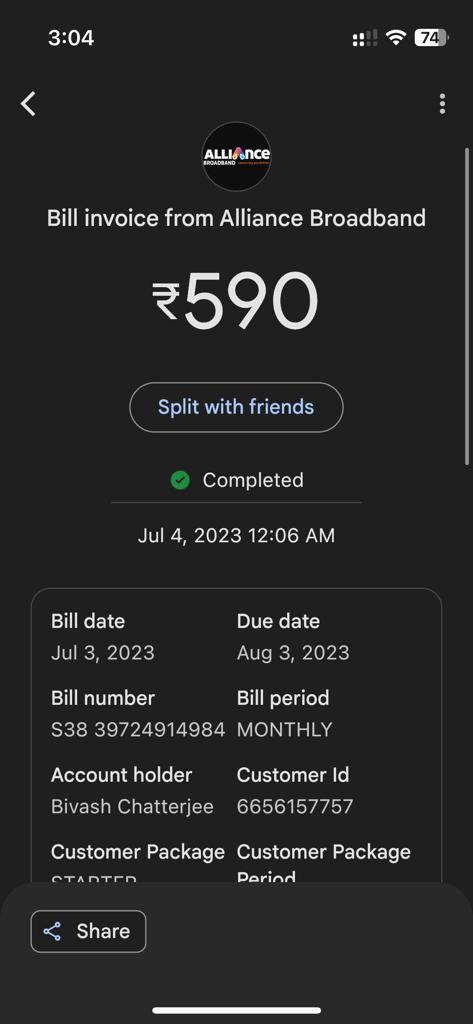 3:04
74
ALLIANCE
BROADBAND
Bill invoice from Alliance Broadband
₹590
Split with friends
Completed
Jul 4, 2023 12:06 AM
Bill date
Due date
Jul 3, 2023
Aug 3, 2023
Bill number
Bill period
S38 39724914984
MONTHLY
Account holder
Customer Id
Bivash Chatterjee
6656157757
Customer Package
Customer Package
Period
STARTER
Share